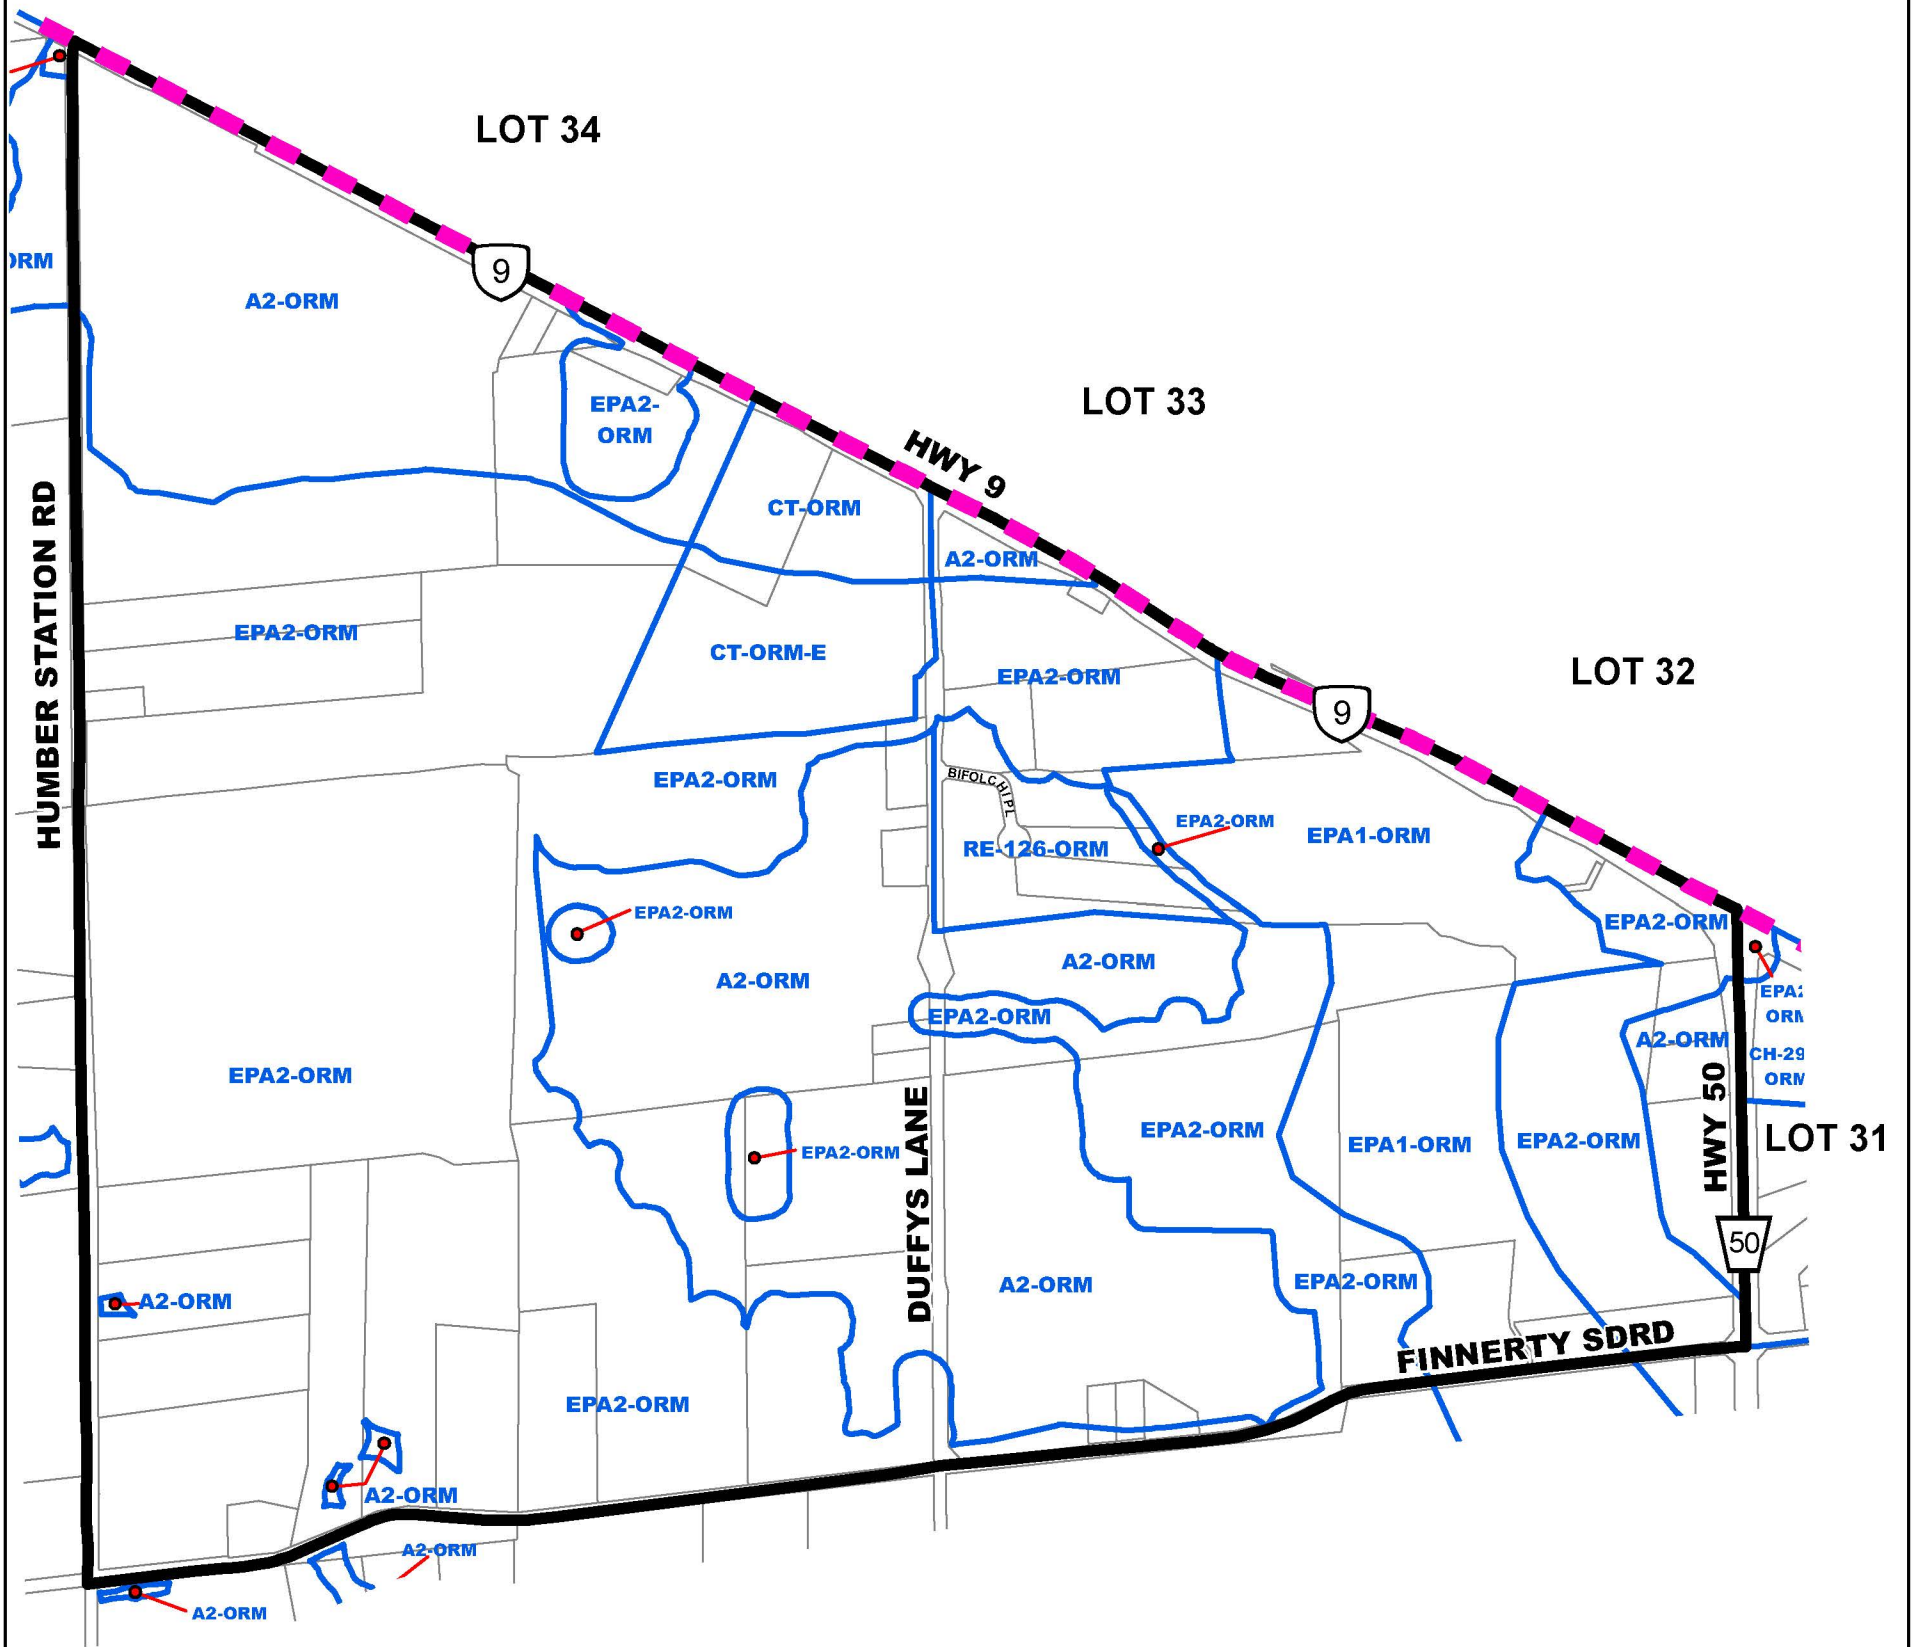 LOT 34
ORM
9
A2-ORM
LOT 33
EPA2-
ORM
HWY 9
CT-ORM
A2-ORM
HUMBER STATION RD
EPA2-ORM
CT-ORM-E
EPA2-ORM
LOT 32
9
EPA2-ORM
BIFOLCHI PL
EPA2-ORM
EPA1-ORM
RE-126-ORM
EPA2-ORM
EPA2-ORM
A2-ORM
A2-ORM
EPA2-ORM
EPA2
ORM
A2-ORM
CH-29
ORM
EPA2-ORM
HWY 50
EPA2-ORM
EPA1-ORM
EPA2-ORM
LOT 31
EPA2-ORM
DUFFYS LANE
50
A2-ORM
A2-ORM
EPA2-ORM
FINNERTY SDRD
EPA2-ORM
A2-ORM
A2-ORM
A2-ORM